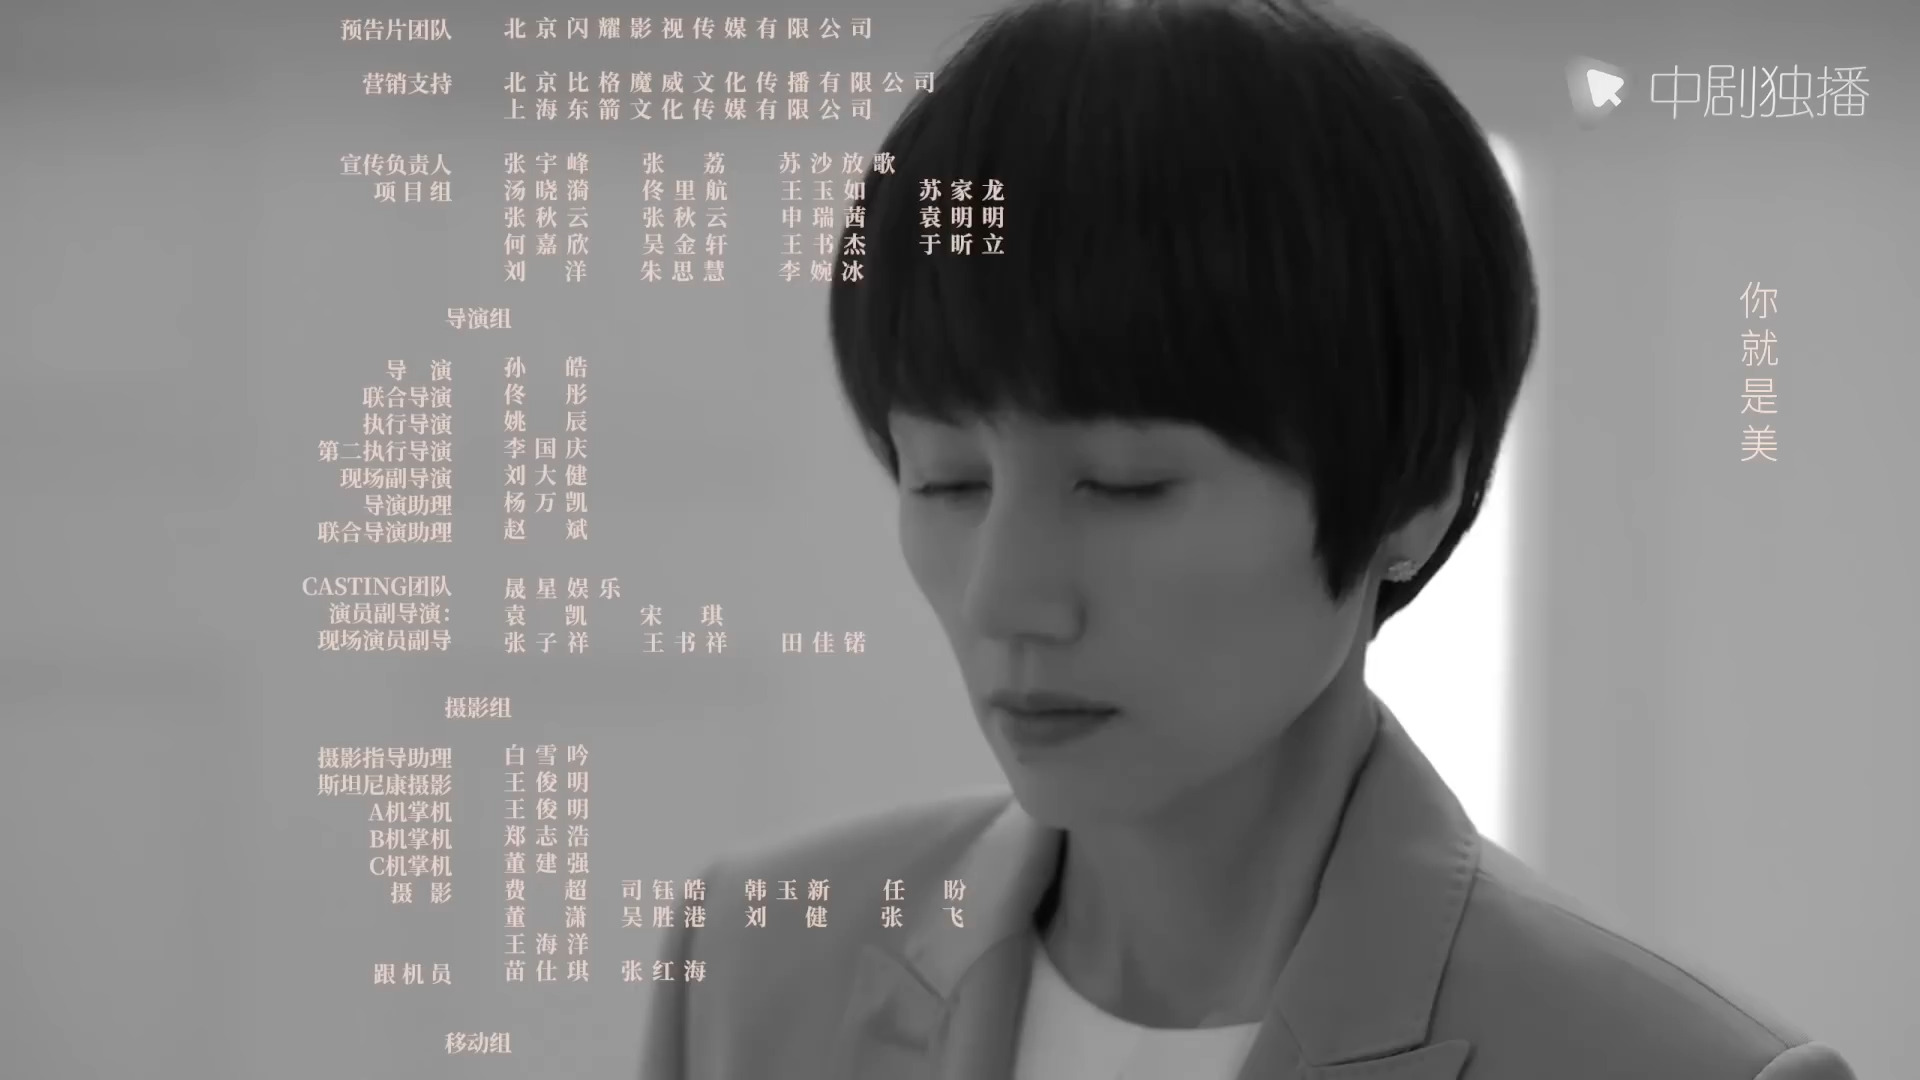 预告片团队 北京闪耀影视传媒有限公司
营销支持 北京比格魔威文化传播有限公司
上海东箭文化传媒有限公司
宣传负责人 张宇峰 张荔 苏沙放歌
项目组 汤晓漪 佟里航 王玉如 苏家龙
张秋云 张秋云 申瑞茜 袁明明
何嘉欣 吴金轩 王书杰 于昕立
刘洋 朱思慧 李婉冰
导演组
导演 孙皓
联合导演 佟彤
执行导演 姚辰
第二执行导演 李国庆
现场副导演 刘大健
导演助理 杨万凯
联合导演助理 赵斌
CASTING团队 晟星娱乐
演员副导演: 袁凯 宋琪
现场演员副导 张子祥 王书祥 田佳锘
摄影组
摄影指导助理 白雪吟
斯坦尼康摄影 王俊明
A机掌机 王俊明
B机掌机 郑志浩
C机掌机 董建强
摄影 费超 司钰皓 韩玉新 任盼
董潇 吴胜港 刘健 张飞
王海洋
跟机员 苗仕琪 张红海
移动组
中剧独播
你就是美